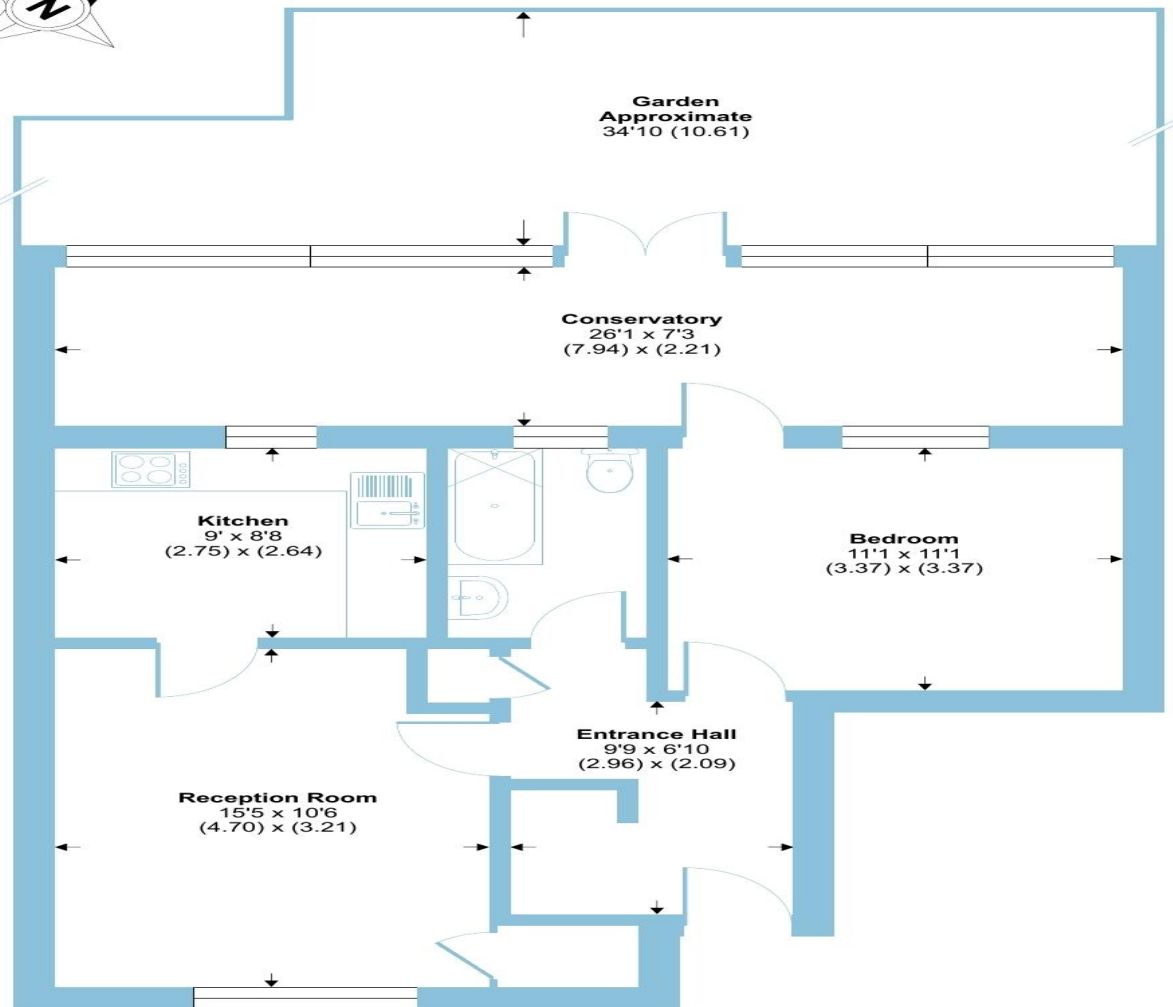 N
Garden
Approximate
34'10 (10.61)
Conservatory
26'1 x 7'3
(7.94) x (2.21)
Kitchen
9' x 8'8
(2.75) x (2.64)
Bedroom
11'1 x 11'1
(3.37) x (3.37)
Entrance Hall
9'9 x 6'10
(2.96) x (2.09)
Reception Room
15'5 x 10'6
(4.70) x (3.21)